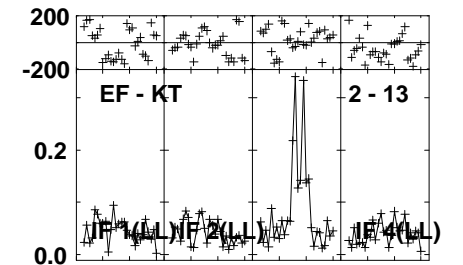 200
-200
EF - KT
2 - 13
0.2
IF 1(LL)
IF 2(LL)
IF 4(LL)
0.0